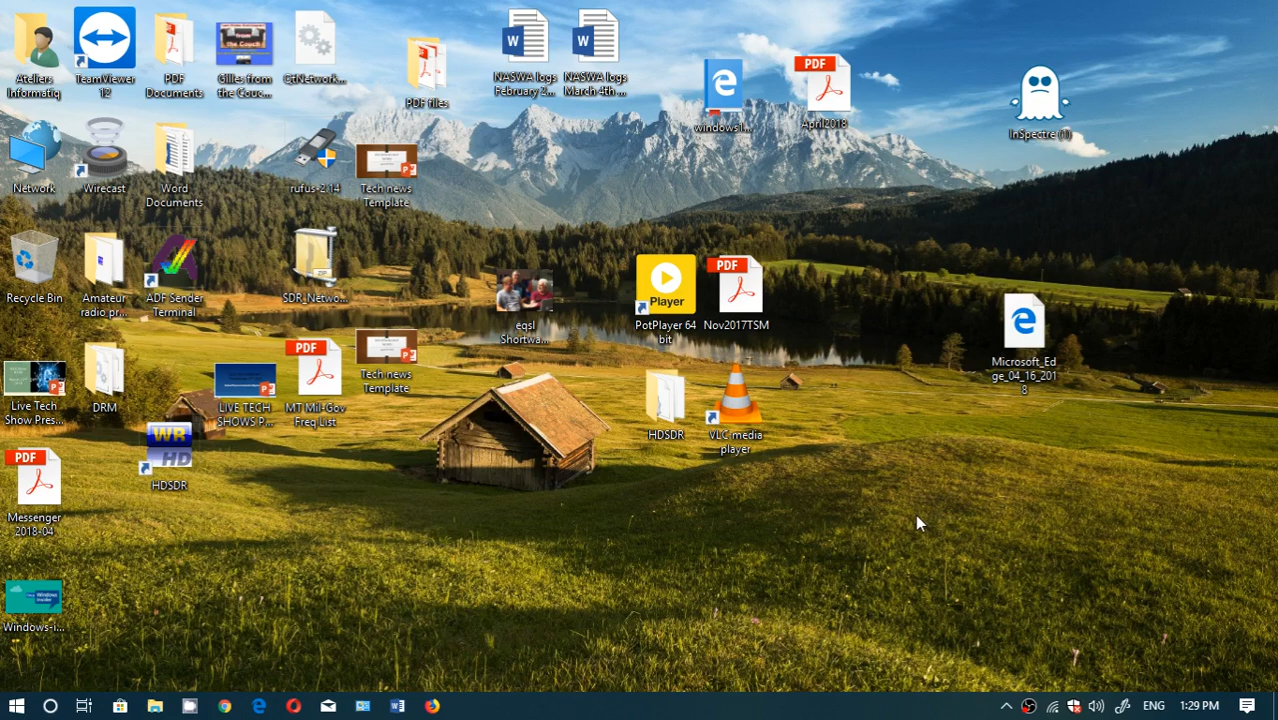 Ateliers
Informatiq
TeamViewer
12
PDF
Documents
Gilles from
the Couc...
QtNetwork...
PDF files
NASWA logs
February 2...
NASWA logs
March 4th ...
windows1...
PDF
April2018
InSpectre (1)
Network
Wirecast
Word
Documents
rufus-2.14
Tech news
Template
Recycle Bin
Amateur
radio pr...
ADF Sender
Terminal
ZIP
SDR_Netwo...
eqsl
Shortwa...
Player
PotPlayer 64
bit
PDF
Nov2017TSM
Microsoft_Ed
ge_04_16_201
8
Live Tech
Show Pres...
DRM
LIVE TECH
SHOWS P...
PDF
MT Mil-Gov
Freq List
Tech news
Template
HDSDR
VLC media
player
PDF
Messenger
2018-04
WR
HD
HDSDR
Windows-i...
ENG
1:29 PM